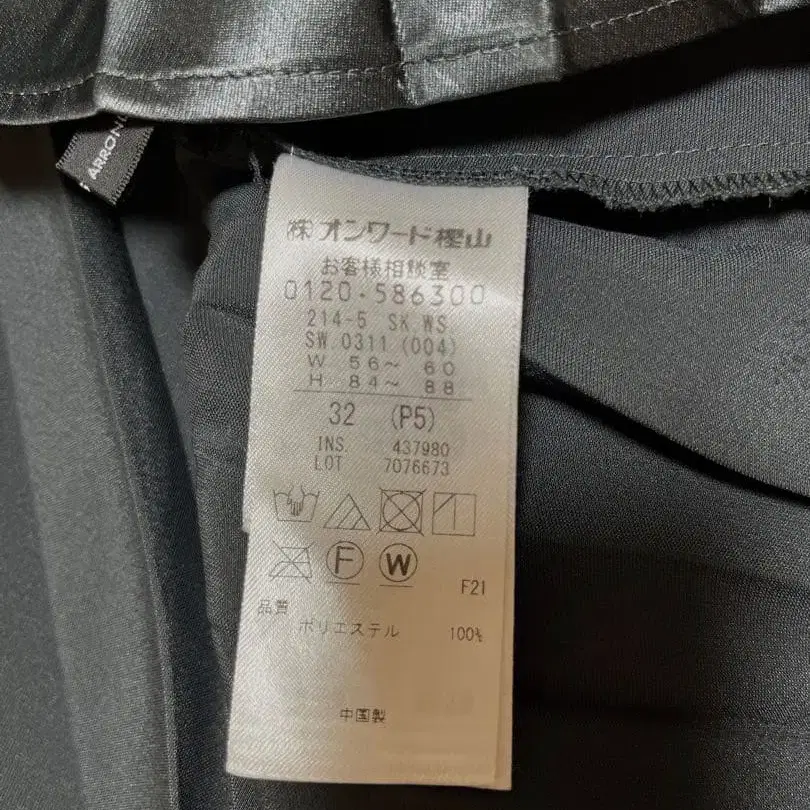 ARRON
㈱オンワード樫山
お客様相談室
0120・586300
214-5 SK.WS.
SW 0311 (004)
W 56～ 60
H 84～ 88
32 (P5)
INS. 437980
LOT 7076673
F W
F21
品質
ポリエステル 100%
中国製